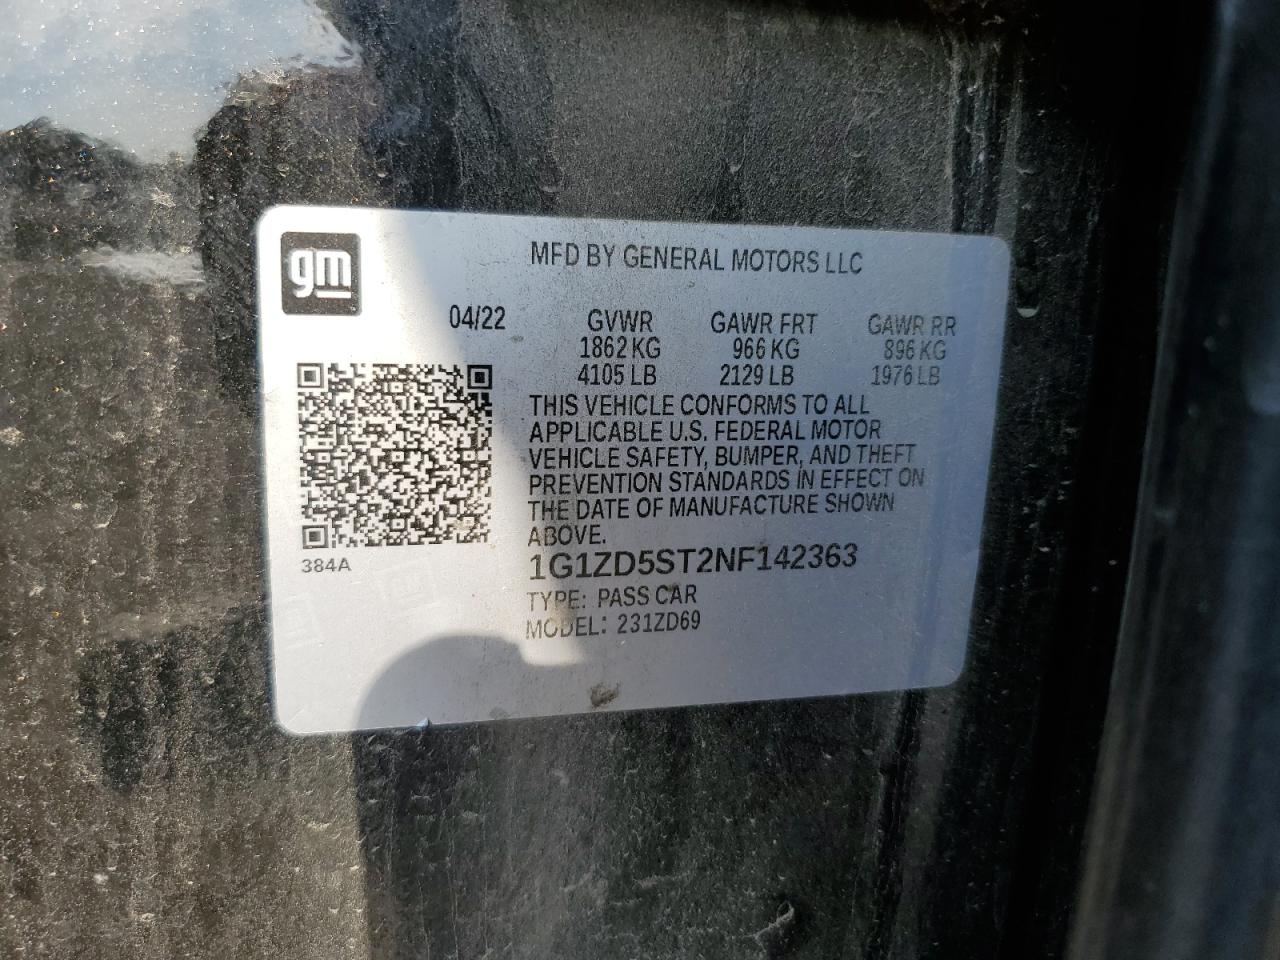 gm
MFD BY GENERAL MOTORS LLC
04/22 GVWR GAWR FRT GAWR RR
1862 KG 966 KG 896 KG
4105 LB 2129 LB 1976 LB
THIS VEHICLE CONFORMS TO ALL
APPLICABLE U.S. FEDERAL MOTOR
VEHICLE SAFETY, BUMPER, AND THEFT
PREVENTION STANDARDS IN EFFECT ON
THE DATE OF MANUFACTURE SHOWN
ABOVE.
384A
1G1ZD5ST2NF142363
TYPE: PASS CAR
MODEL: 231ZD69